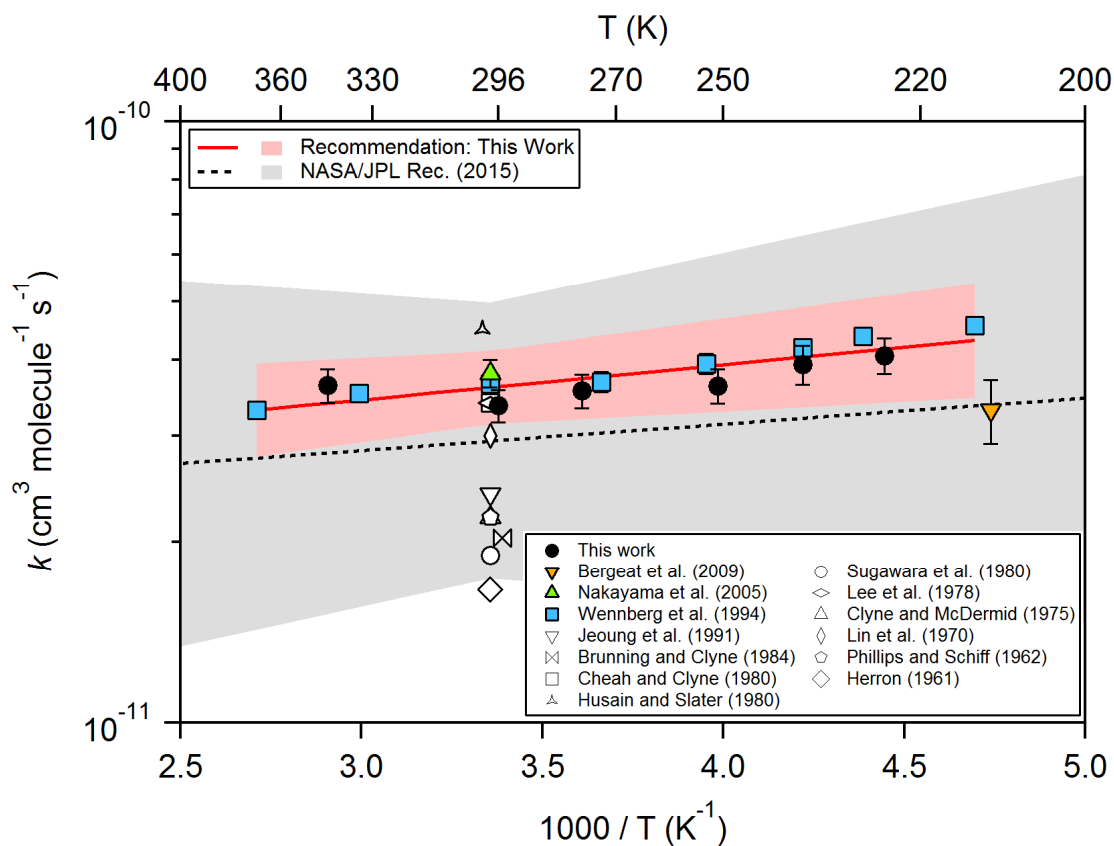 T (K)
400 360 330 296 270 250 220 200
10-10
Recommendation: This Work
NASA/JPL Rec. (2015)
k (cm3 molecule-1 s-1)
This work
Bergeat et al. (2009)
Nakayama et al. (2005)
Wennberg et al. (1994)
Jeoung et al. (1991)
Brunning and Clyne (1984)
Cheah and Clyne (1980)
Husain and Slater (1980)
Sugawara et al. (1980)
Lee et al. (1978)
Clyne and McDermid (1975)
Lin et al. (1970)
Phillips and Schiff (1962)
Herron (1961)
10-11
2.5 3.0 3.5 4.0 4.5 5.0
1000 / T (K-1)